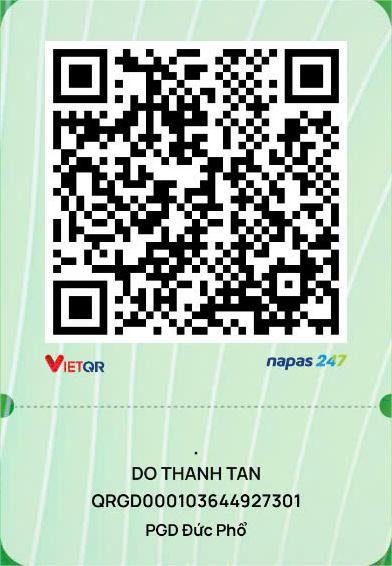 VIETQR
napas 247
.
DO THANH TAN
QRGD000103644927301
PGD Đức Phổ